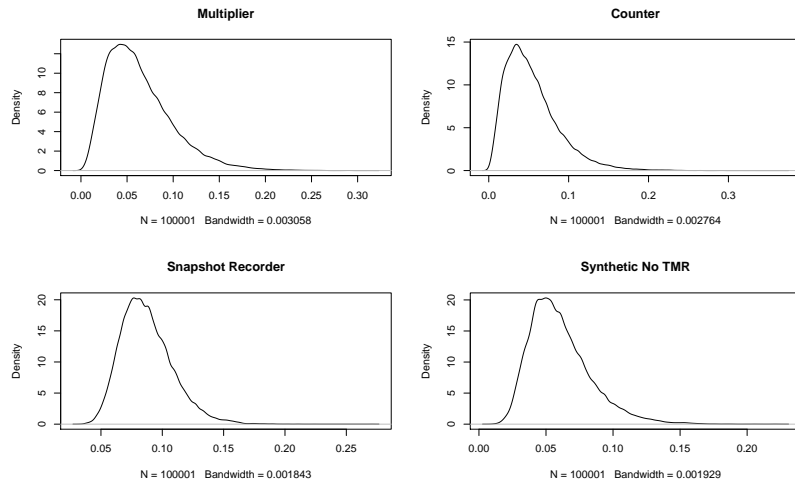 Multiplier
Density
0 2 4 6 8 10
0.00 0.05 0.10 0.15 0.20 0.25 0.30
N = 100001 Bandwidth = 0.003058
Counter
Density
0 5 10 15
0.0 0.1 0.2 0.3
N = 100001 Bandwidth = 0.002764
Snapshot Recorder
Density
0 5 10 15 20
0.05 0.10 0.15 0.20 0.25
N = 100001 Bandwidth = 0.001843
Synthetic No TMR
Density
0 5 10 15 20
0.00 0.05 0.10 0.15 0.20
N = 100001 Bandwidth = 0.001929